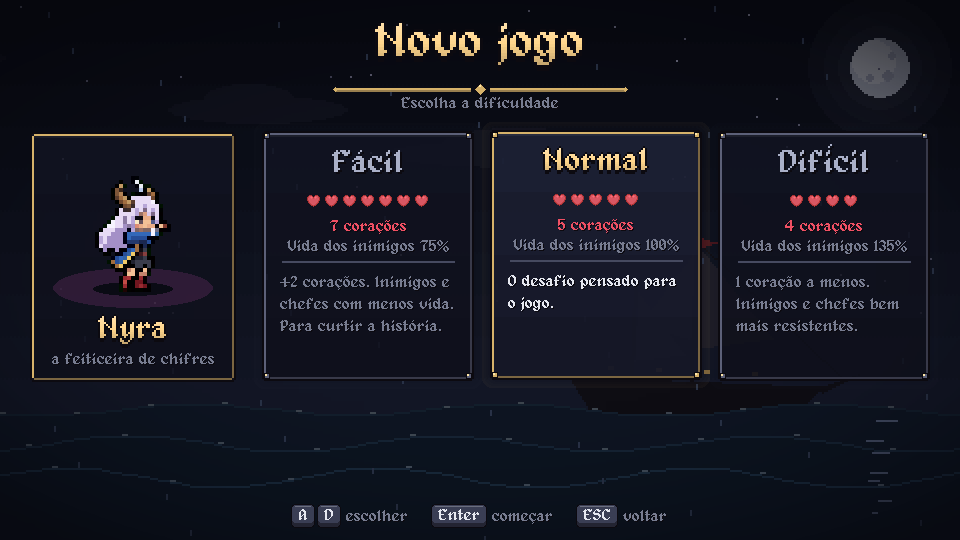 Novo jogo
Escolha a dificuldade
Nyra
a feiticeira de chifres
Fácil
7 corações
Vida dos inimigos 75%
+2 corações. Inimigos e
chefes com menos vida.
Para curtir a história.
Normal
5 corações
Vida dos inimigos 100%
O desafio pensado para
o jogo.
Difícil
4 corações
Vida dos inimigos 135%
1 coração a menos.
Inimigos e chefes bem
mais resistentes.
A D escolher Enter começar ESC voltar